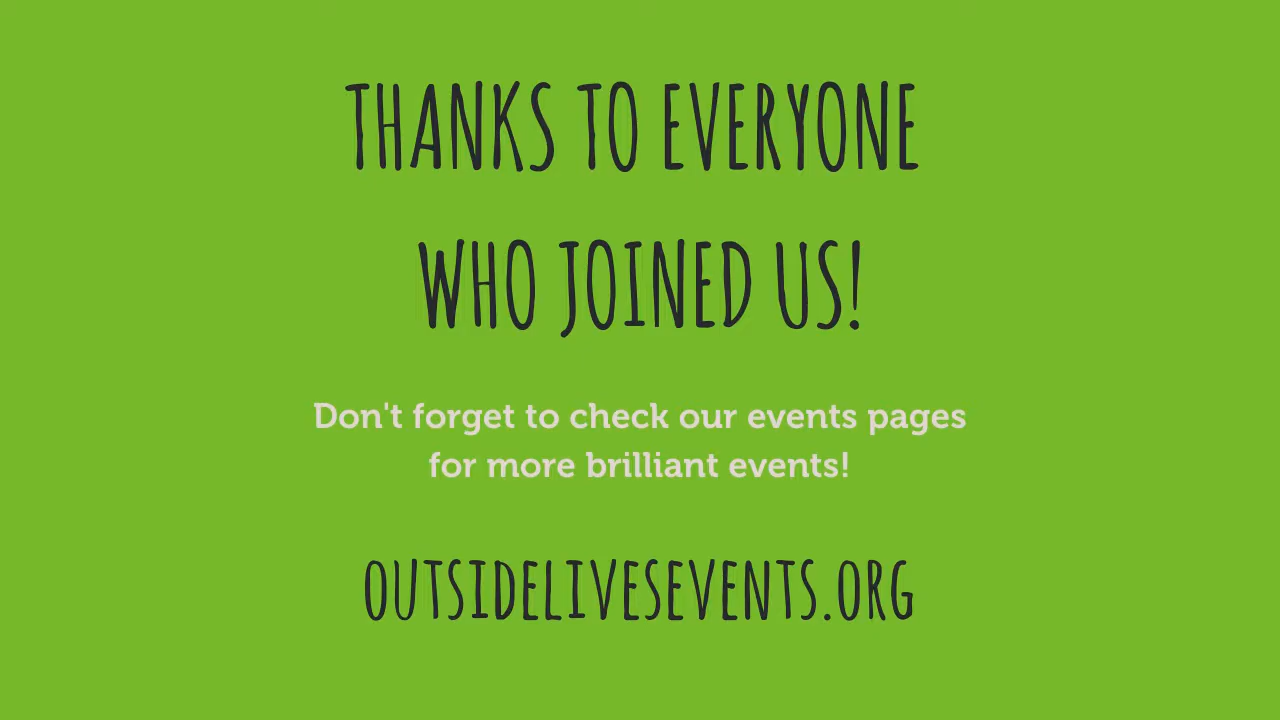 THANKS TO EVERYONE
WHO JOINED US!
Don't forget to check our events pages
for more brilliant events!
OUTSIDELIVESEVENTS.ORG